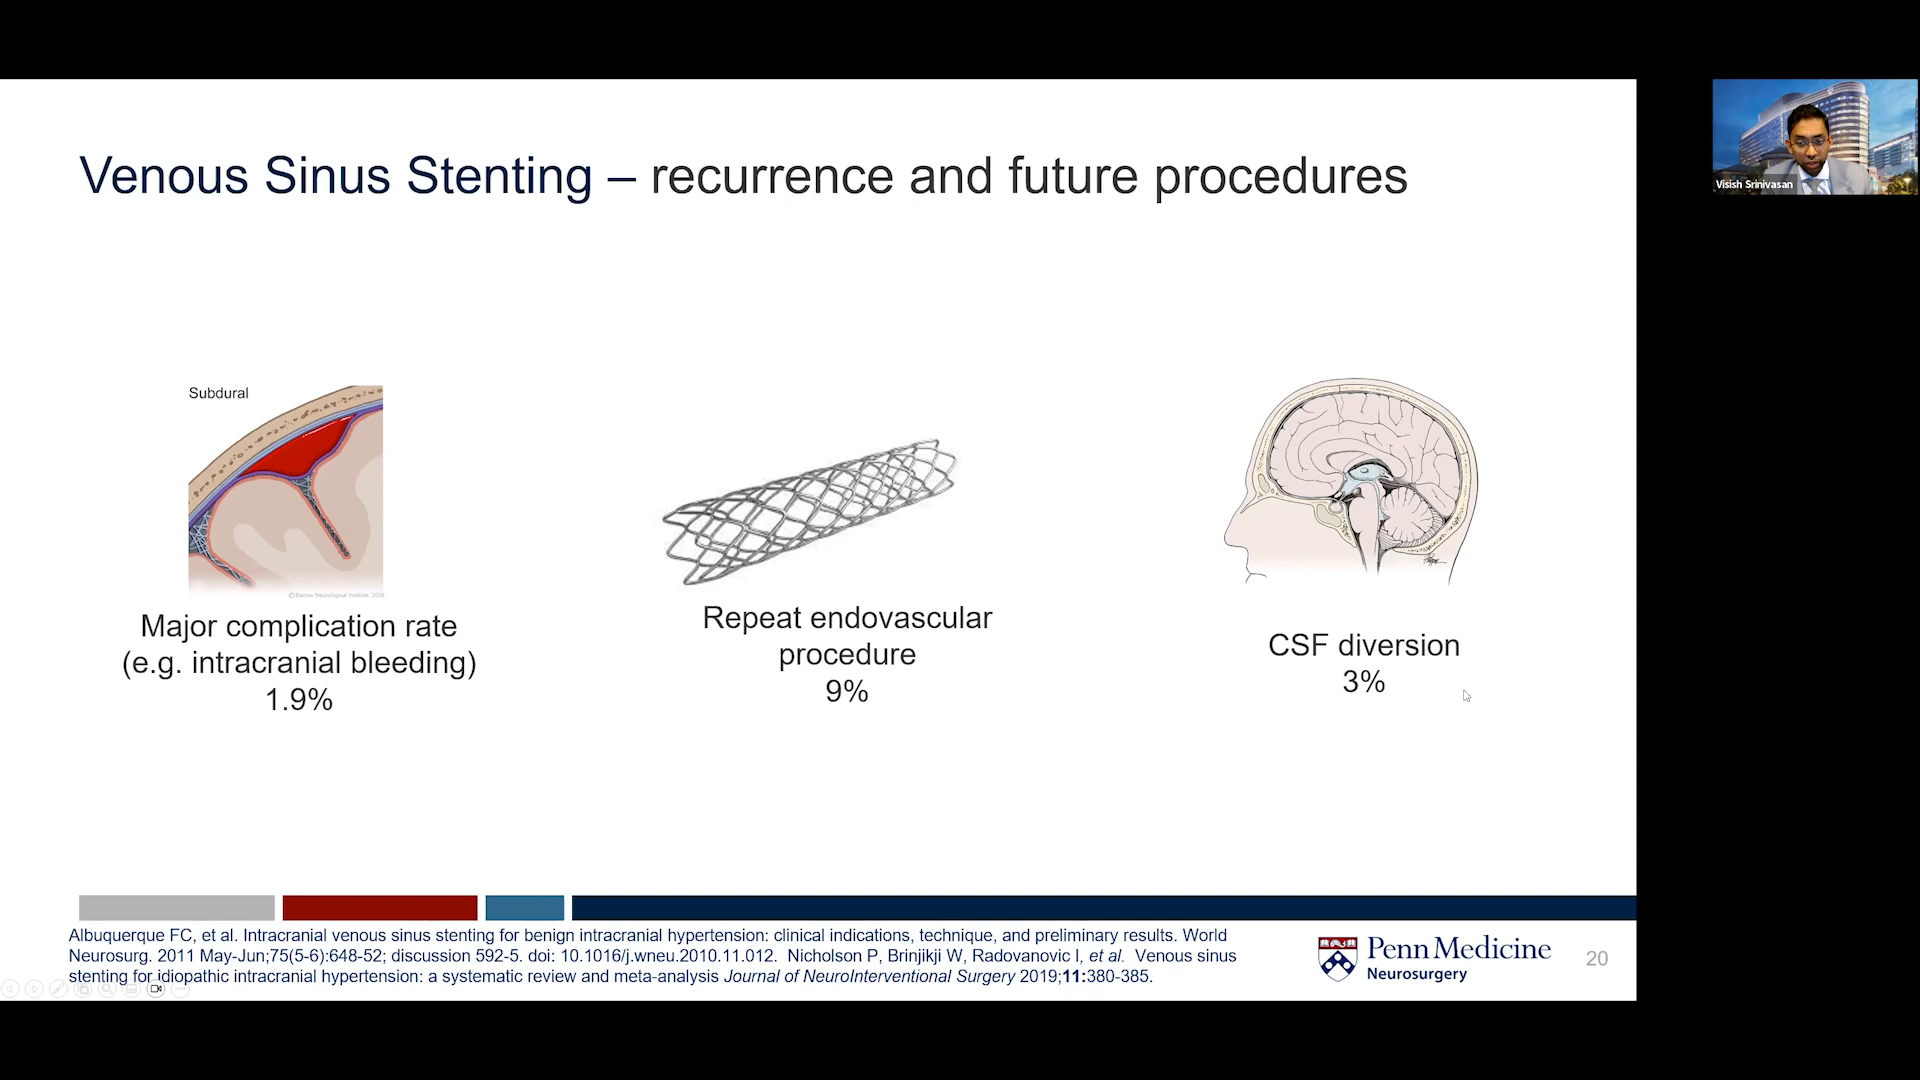 Venous Sinus Stenting – recurrence and future procedures
Visish Srinivasan
Subdural
©Barrow Neurological Institute, 2008
Major complication rate
(e.g. intracranial bleeding)
1.9%
Repeat endovascular
procedure
9%
CSF diversion
3%
Albuquerque FC, et al. Intracranial venous sinus stenting for benign intracranial hypertension: clinical indications, technique, and preliminary results. World
Neurosurg. 2011 May-Jun;75(5-6):648-52; discussion 592-5. doi: 10.1016/j.wneu.2010.11.012. Nicholson P, Brinjikji W, Radovanovic I, et al. Venous sinus
stenting for idiopathic intracranial hypertension: a systematic review and meta-analysis Journal of NeuroInterventional Surgery 2019;11:380-385.
Penn Medicine
Neurosurgery
20